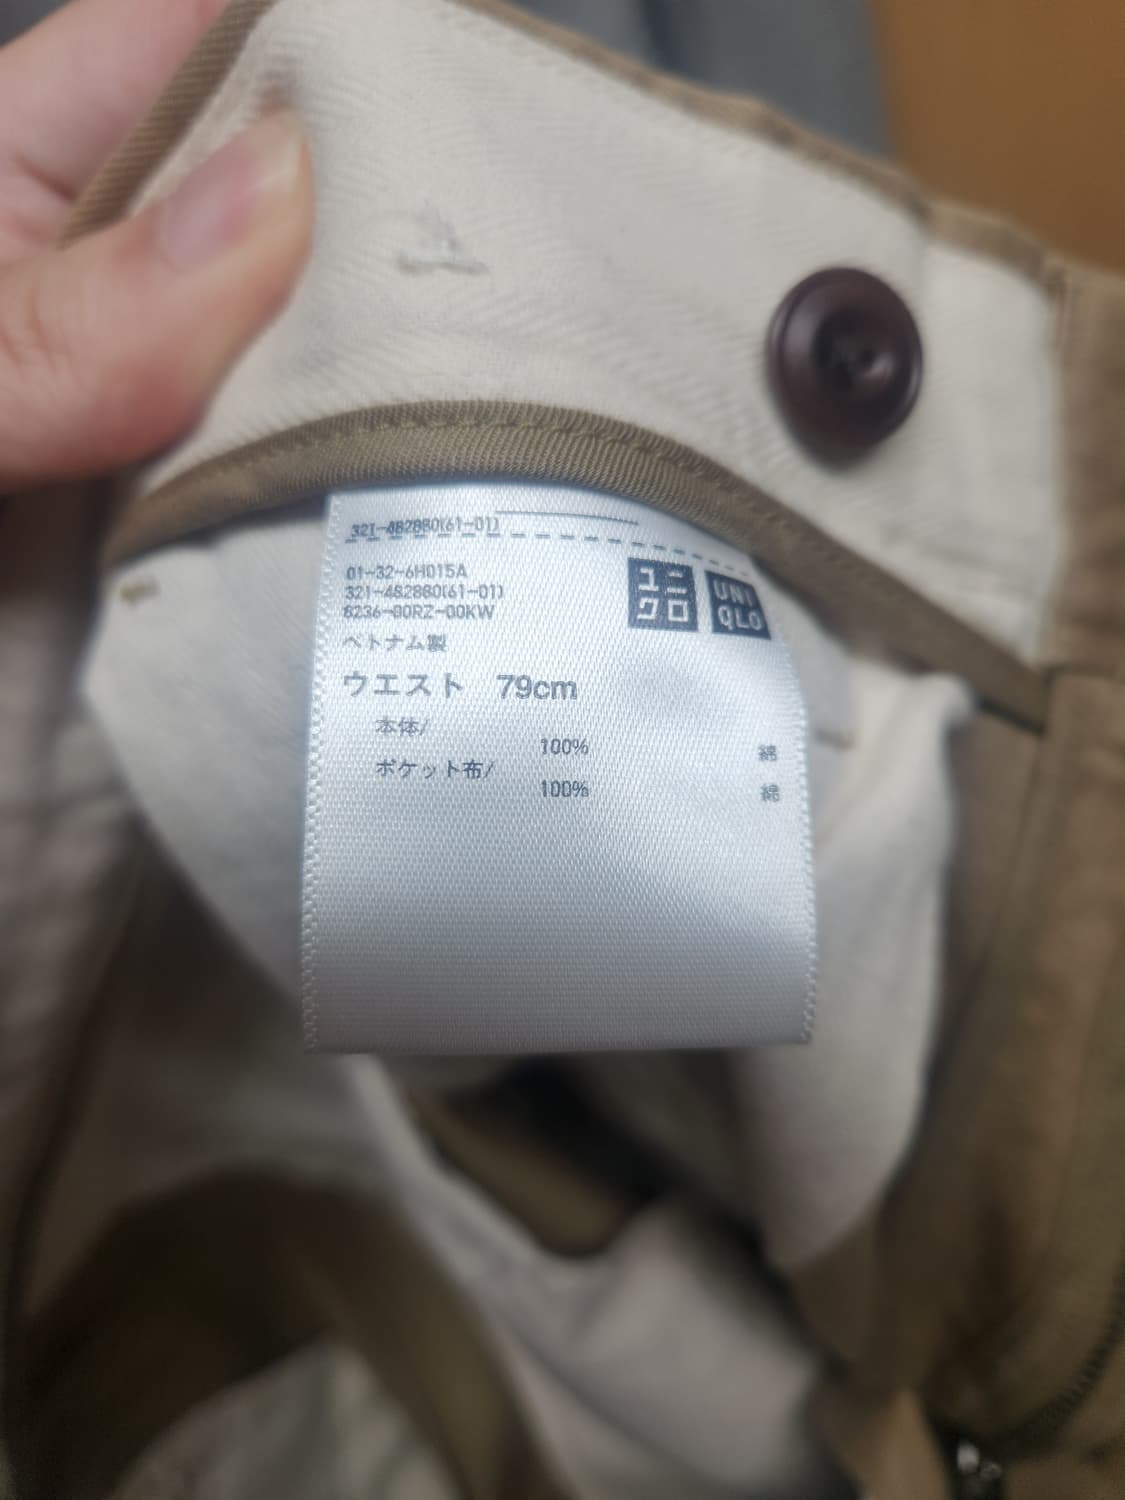 321-482880(61-01)
01-32-6H015A
321-482880(61-01)
8236-80RZ-00KW
ユニ
クロ
UNI
QLO
ベトナム製
ウエスト 79cm
本体/
100% 綿
ポケット布/
100% 綿